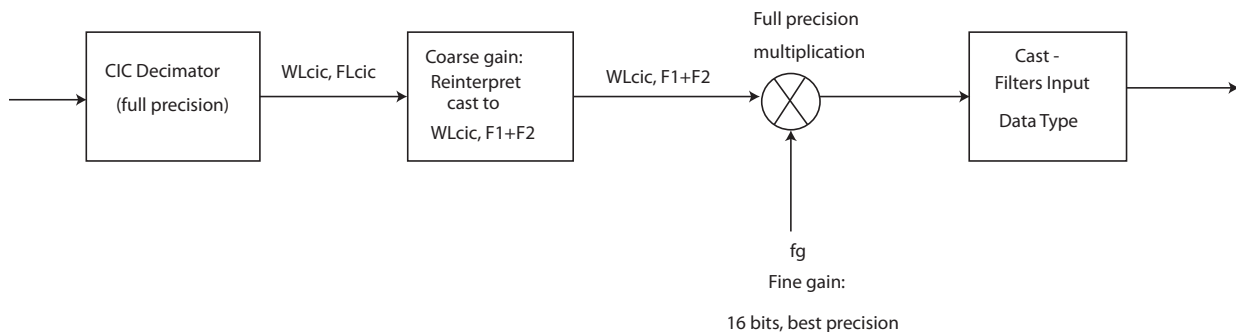 CIC Decimator
(full precision)
WLcic, FLcic
Coarse gain:
Reinterpret
cast to
WLcic, F1+F2
WLcic, F1+F2
Full precision
multiplication
fg
Fine gain:
16 bits, best precision
Cast -
Filters Input
Data Type